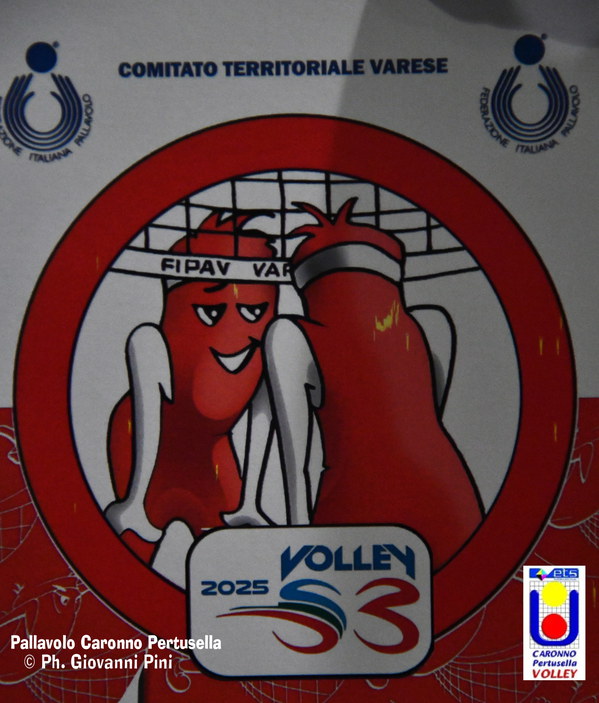 COMITATO TERRITORIALE VARESE
FEDERAZIONE ITALIANA PALLAVOLO
FEDERAZIONE ITALIANA PALLAVOLO
FIPAV VAR
VOLLEY
2025 S3
Pallavolo Caronno Pertusella
© Ph. Giovanni Pini
ets
CARONNO
Pertusella
VOLLEY